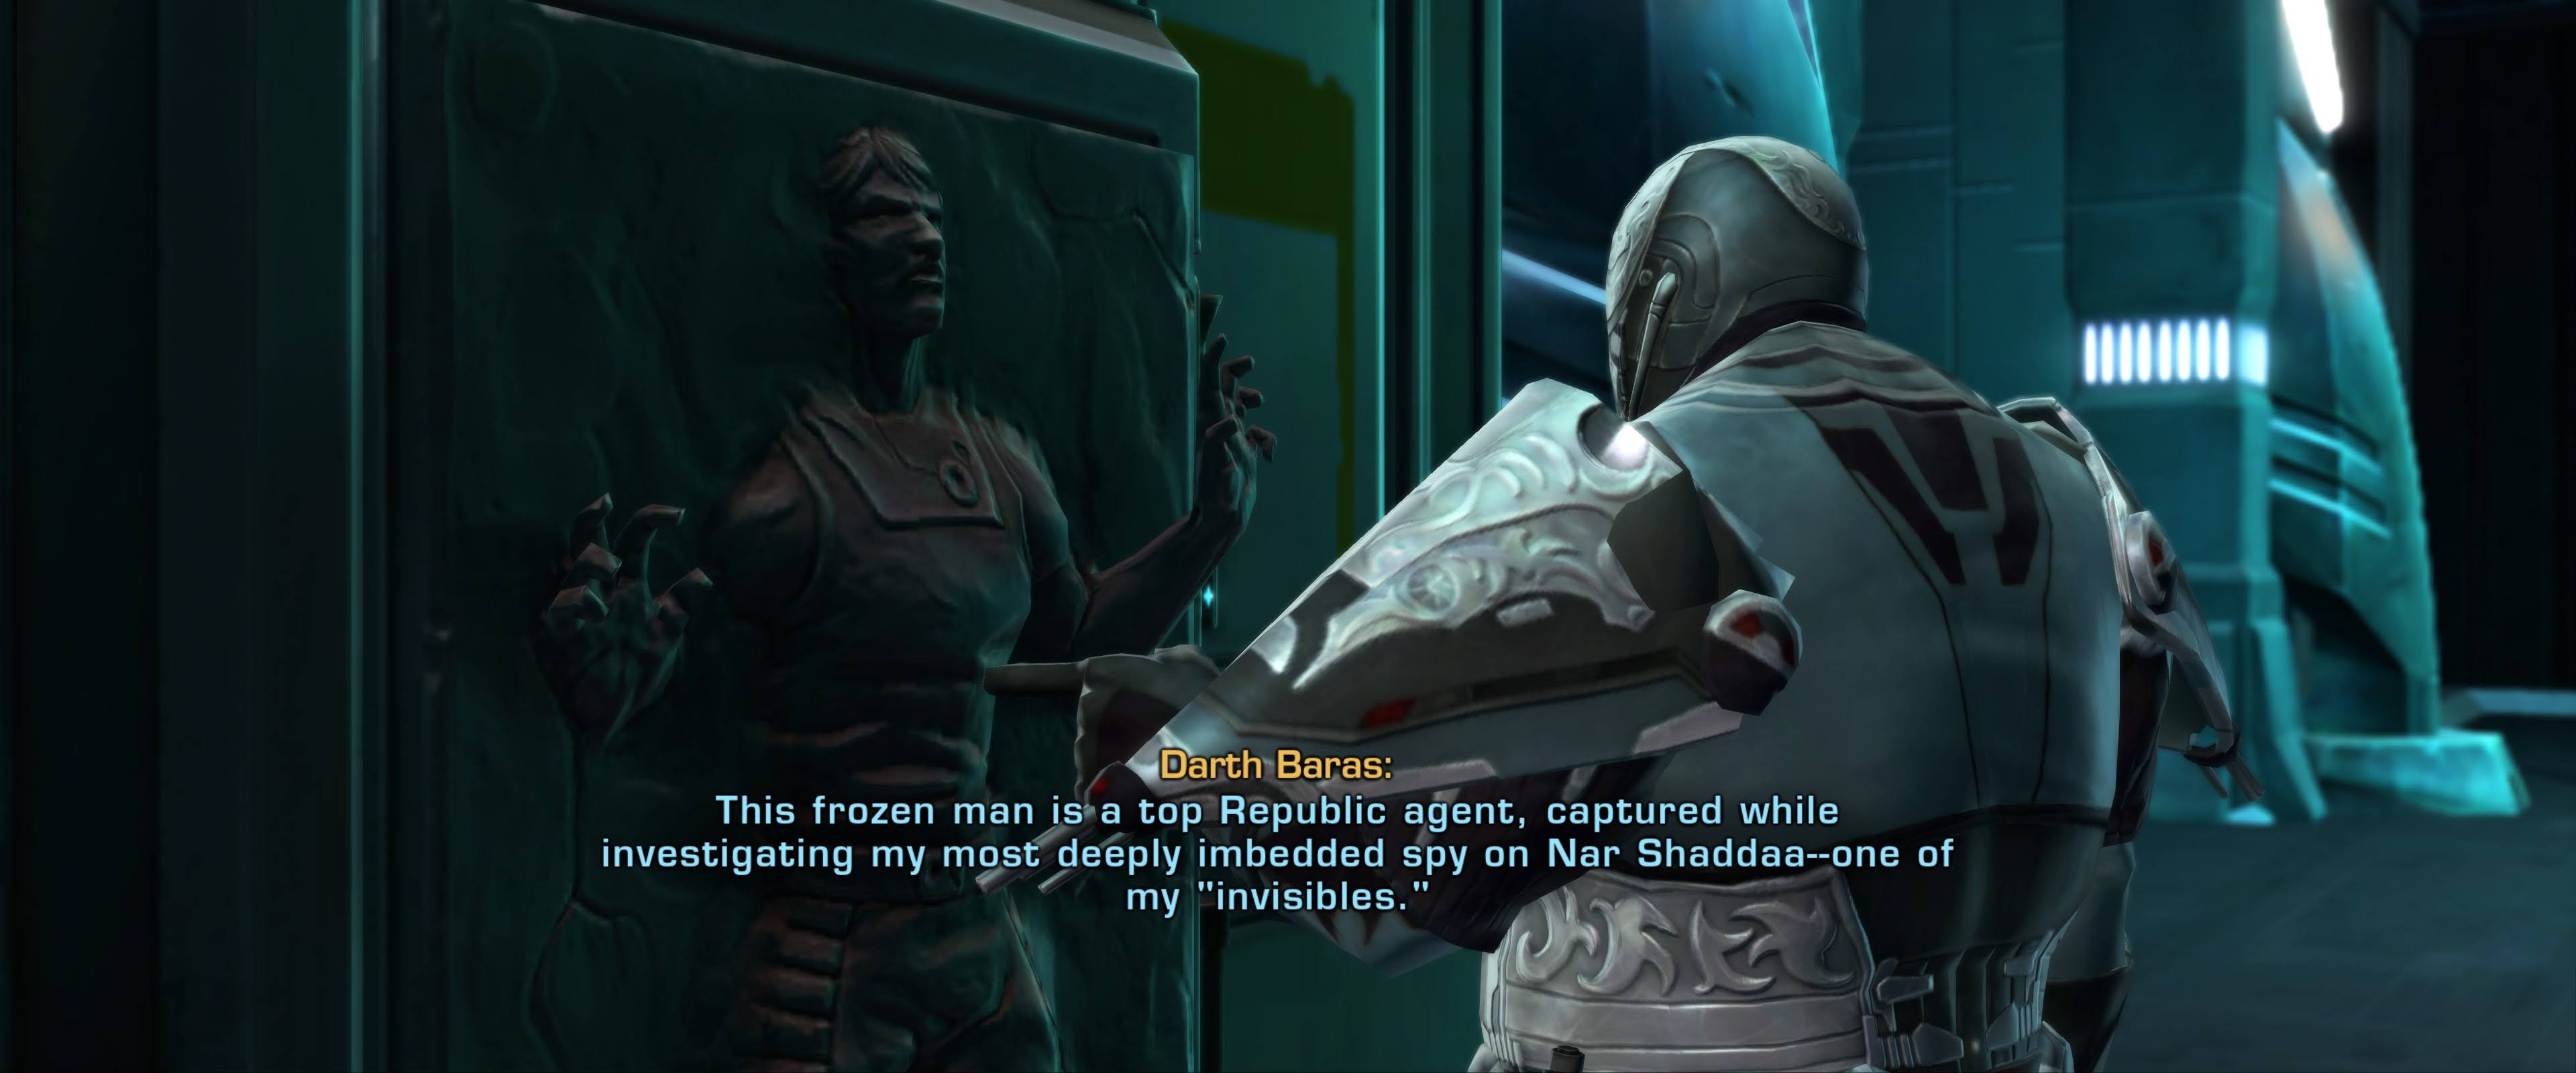 Darth Baras:
This frozen man is a top Republic agent, captured while
investigating my most deeply imbedded spy on Nar Shaddaa--one of
my "invisibles."